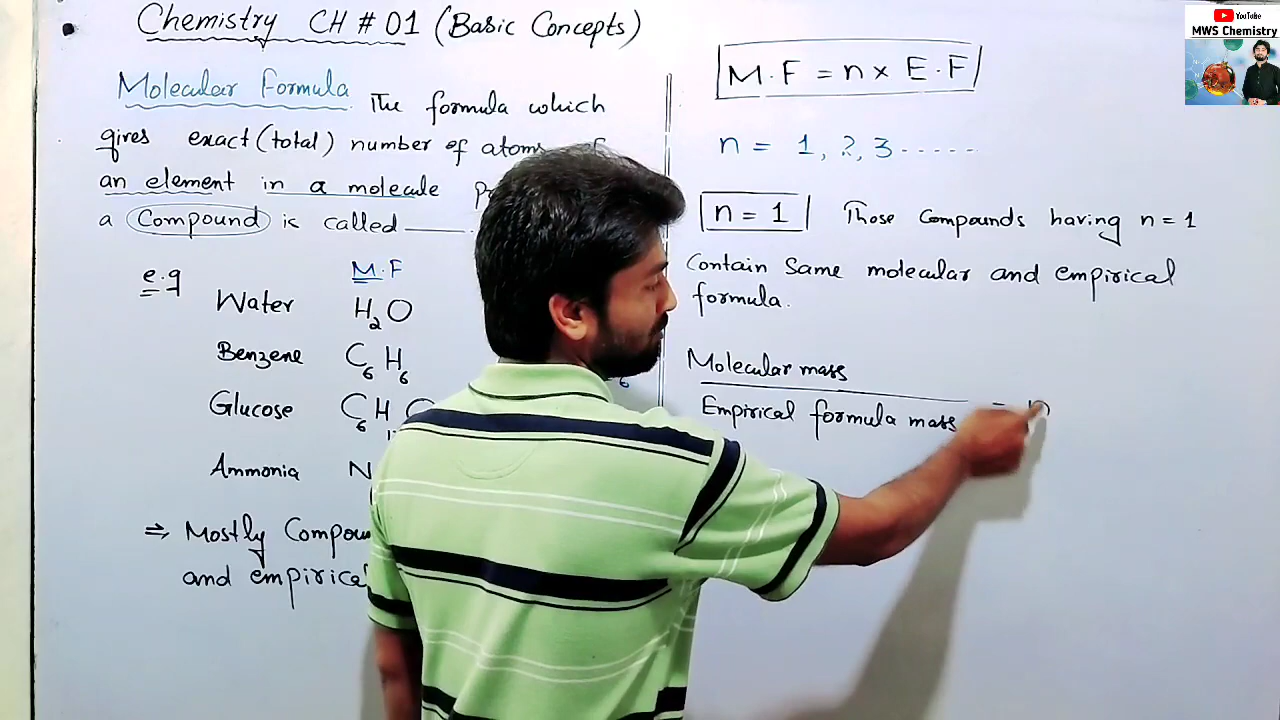 Chemistry CH # 01 (Basic Concepts)
Molecular Formula The formula which
gives exact (total) number of atoms
an element in a molecule
a Compound is called ____.
e.g M.F
Water H2O
Benzene C6H6
Glucose C6H
Ammonia N
⇒ Mostly
and
M.F = n x E.F
n = 1, 2, 3 -----
n = 1 Those Compounds having n = 1
Contain Same molecular and empirical
formula.
Molecular mass
Empirical formula mass = n
YouTube
MWS Chemistry